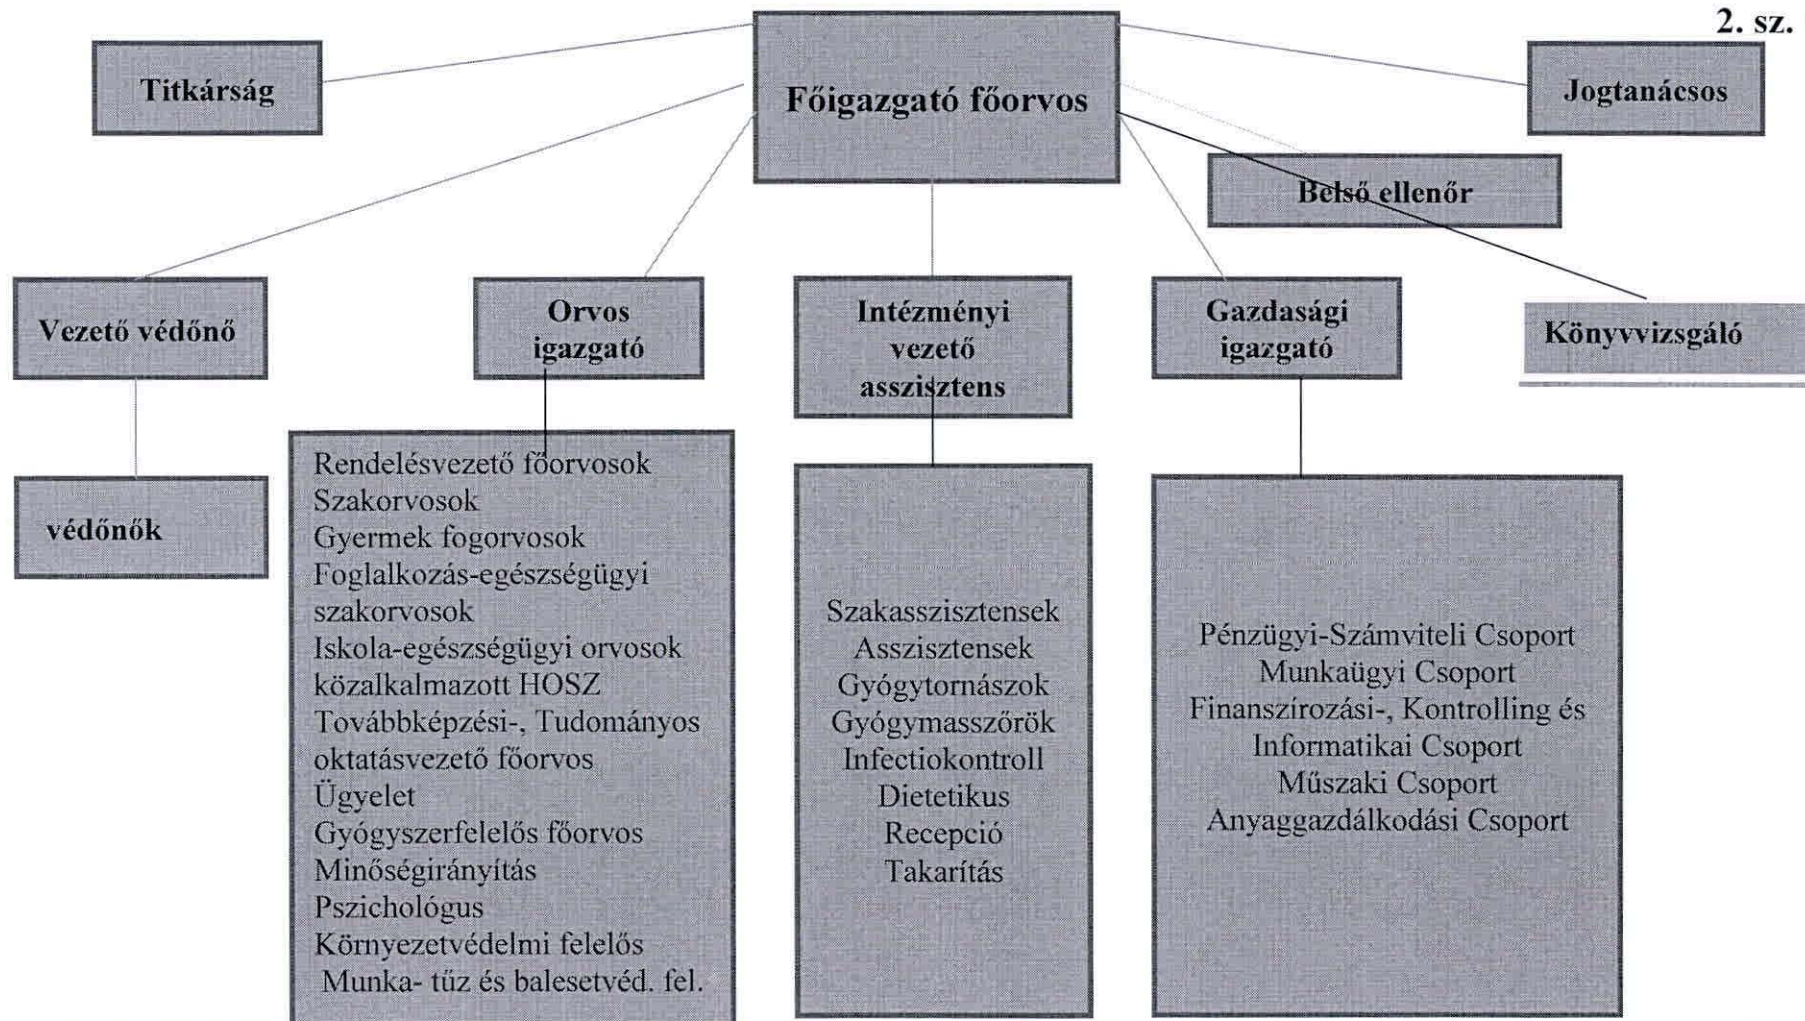 2. sz.
Titkárság
Főigazgató főorvos
Jogtanácsos
Belső ellenőr
Vezető védőnő
Orvos
igazgató
Intézményi
vezető
asszisztens
Gazdasági
igazgató
Könyvvizsgáló
védőnők
Rendelésvezető főorvosok
Szakorvosok
Gyermek fogorvosok
Foglalkozás-egészségügyi
szakorvosok
Iskola-egészségügyi orvosok
közalkalmazott HOSZ
Továbbképzési-, Tudományos
oktatásvezető főorvos
Ügyelet
Gyógyszerfelelős főorvos
Minőségirányítás
Pszichológus
Környezetvédelmi felelős
Munka- tűz és balesetvéd. fel.
Szakasszisztensek
Asszisztensek
Gyógytornászok
Gyógymasszőrök
Infectiokontroll
Dietetikus
Recepció
Takarítás
Pénzügyi-Számviteli Csoport
Munkaügyi Csoport
Finanszírozási-, Kontrolling és
Informatikai Csoport
Műszaki Csoport
Anyaggazdálkodási Csoport